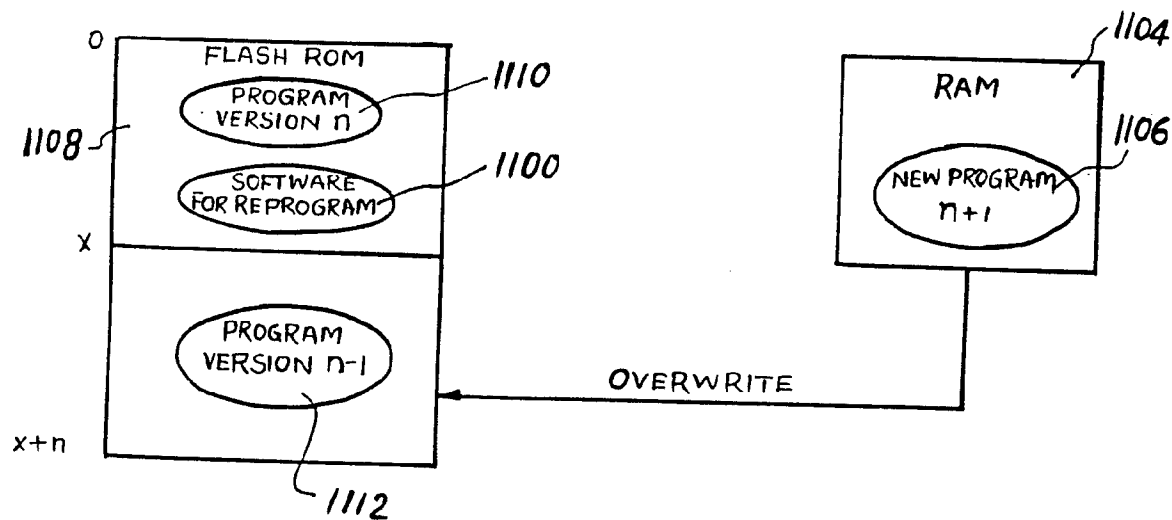 0
FLASH ROM
PROGRAM
VERSION n
1110
1108
SOFTWARE
FOR REPROGRAM
1100
X
PROGRAM
VERSION n-1
x+n
1112
OVERWRITE
RAM
1104
NEW PROGRAM
n+1
1106